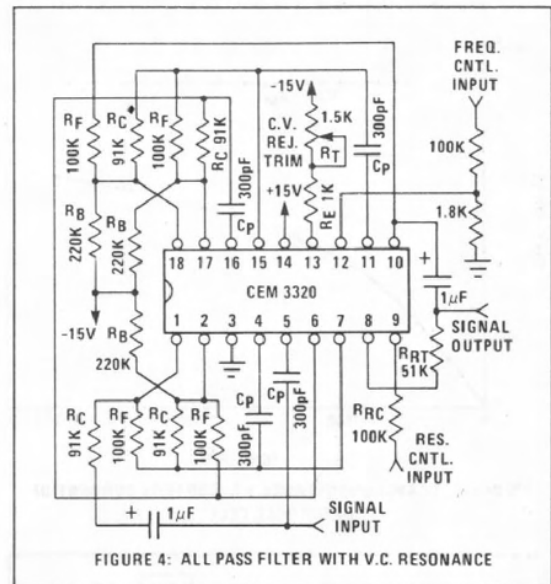 FREQ.
CNTL.
INPUT
-15V
1.5K
C.V.
REJ.
TRIM
RT
300pF
CP
100K
RF
100K
RC
91K
RF
100K
RC 91K
300pF
CP
+15V
RE 1K
1.8K
RB
220K
RB
220K
18 17 16 15 14 13 12 11 10
CEM 3320
1 2 3 4 5 6 7 8 9
+
1μF
SIGNAL
OUTPUT
-15V
RB
220K
RRT
51K
RC
91K
RF
100K
RC
91K
RF
100K
CP
300pF
CP
300pF
RRC
100K
RES.
CNTL.
INPUT
+
1μF
SIGNAL
INPUT
FIGURE 4: ALL PASS FILTER WITH V.C. RESONANCE